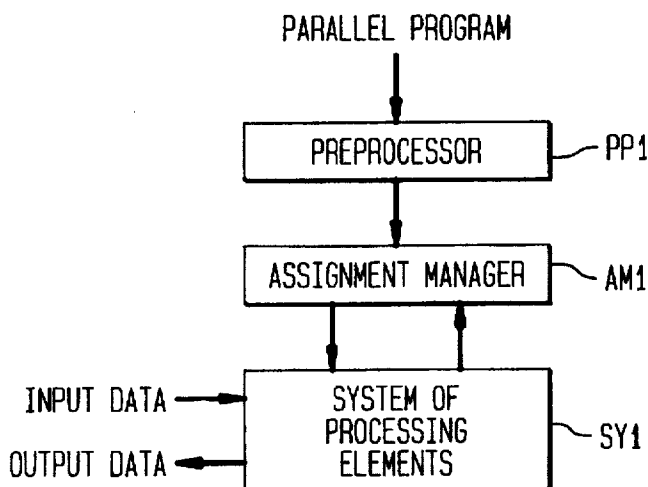 PARALLEL PROGRAM
PREPROCESSOR
PP1
ASSIGNMENT MANAGER
AM1
INPUT DATA
SYSTEM OF
PROCESSING
ELEMENTS
SY1
OUTPUT DATA